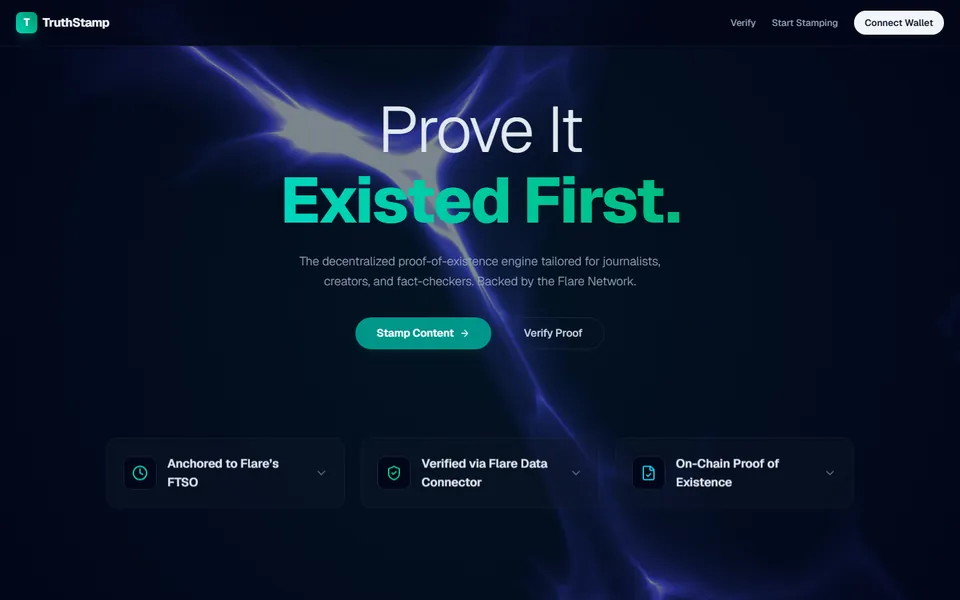 T TruthStamp
Verify Start Stamping Connect Wallet
Prove It
Existed First.
The decentralized proof-of-existence engine tailored for journalists,
creators, and fact-checkers. Backed by the Flare Network.
Stamp Content → Verify Proof
Anchored to Flare's
FTSO
Verified via Flare Data
Connector
On-Chain Proof of
Existence